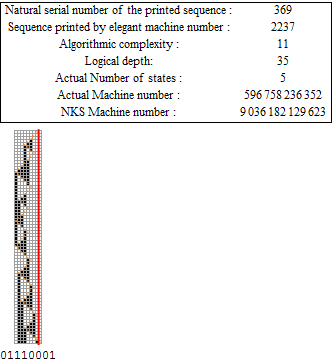 Natural serial number of the printed sequence : 369
Sequence printed by elegant machine number : 2237
Algorithmic complexity : 11
Logical depth: 35
Actual Number of states : 5
Actual Machine number : 596 758 236 352
NKS Machine number : 9 036 182 129 623
01110001